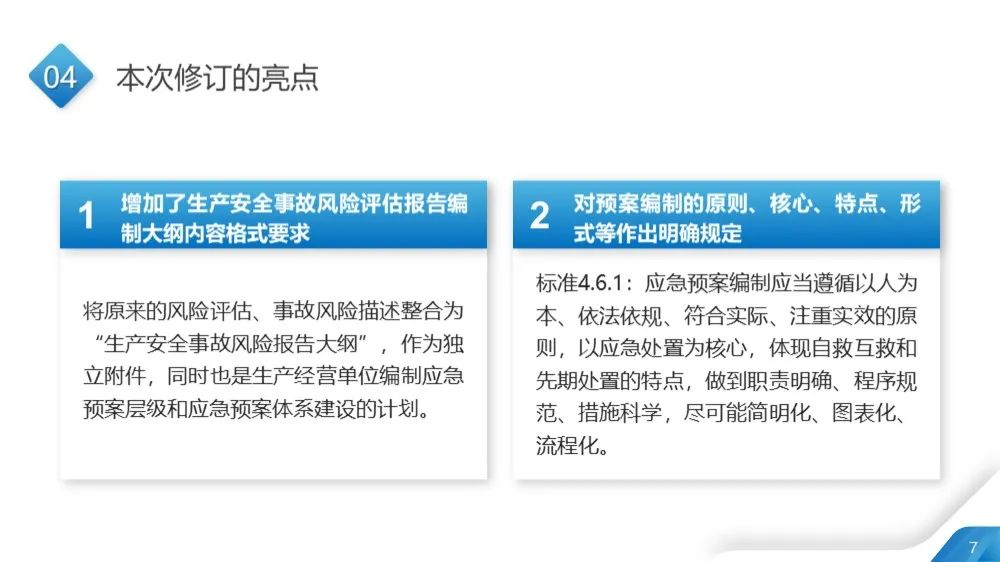 04
本次修订的亮点
1
增加了生产安全事故风险评估报告编
制大纲内容格式要求
将原来的风险评估、事故风险描述整合为
“生产安全事故风险报告大纲”，作为独
立附件，同时也是生产经营单位编制应急
预案层级和应急预案体系建设的计划。
2
对预案编制的原则、核心、特点、形
式等作出明确规定
标准4.6.1：应急预案编制应当遵循以人为
本、依法依规、符合实际、注重实效的原
则，以应急处置为核心，体现自救互救和
先期处置的特点，做到职责明确、程序规
范、措施科学，尽可能简明化、图表化、
流程化。
7